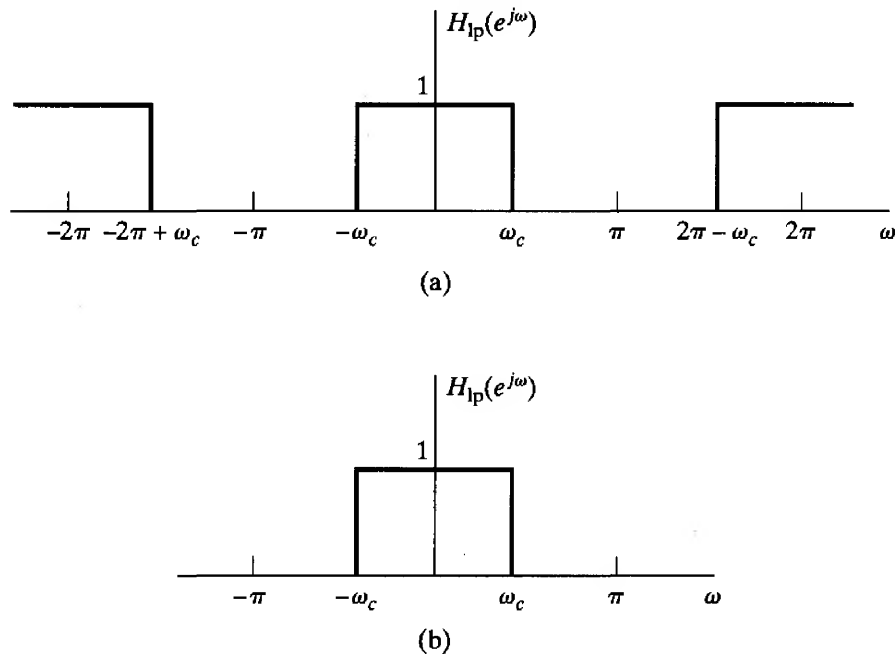 H_lp(e^{jω})
1
−2π −2π + ω_c −π −ω_c ω_c π 2π − ω_c 2π ω
(a)
H_lp(e^{jω})
1
−π −ω_c ω_c π ω
(b)